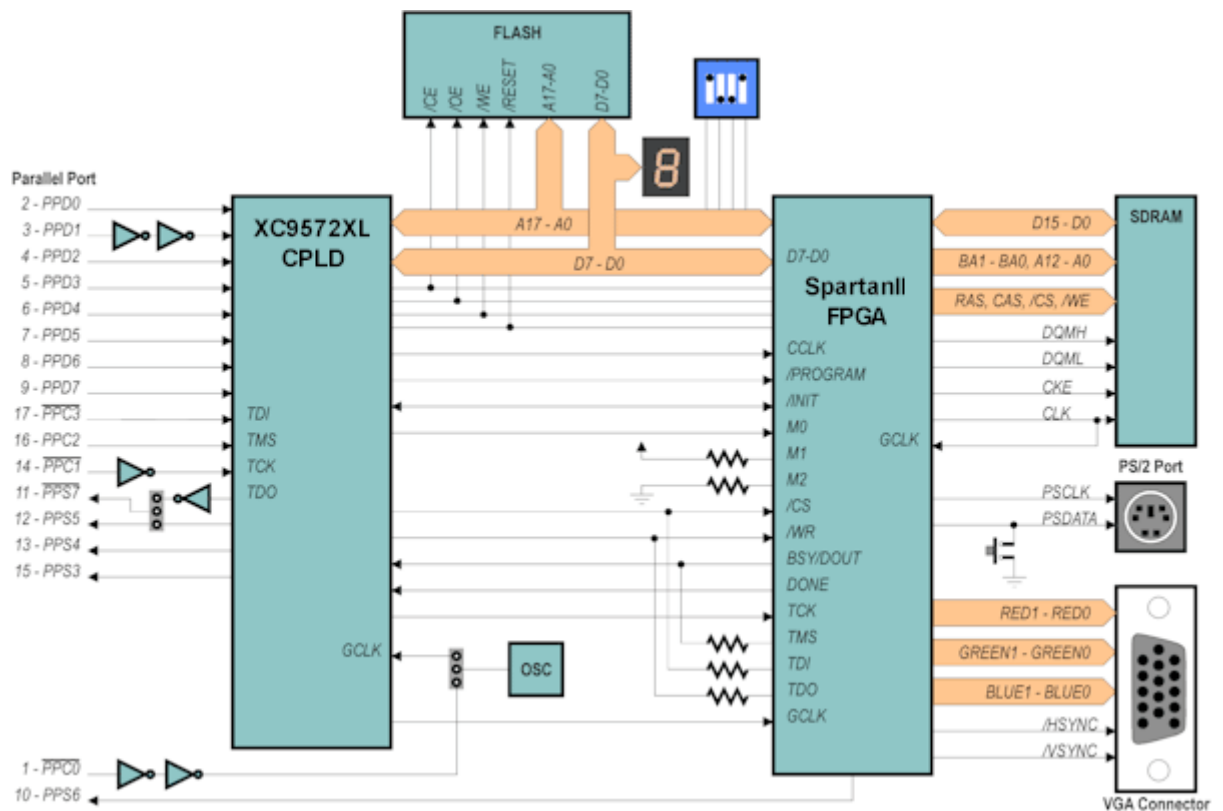 FLASH
/CE
/OE
/WE
/RESET
A17-A0
D7-D0
8
Parallel Port
2 - PPD0
3 - PPD1
4 - PPD2
5 - PPD3
6 - PPD4
7 - PPD5
8 - PPD6
9 - PPD7
17 - PPC3
16 - PPC2
14 - PPC1
11 - PPS7
12 - PPS5
13 - PPS4
15 - PPS3
1 - PPC0
10 - PPS6
XC9572XL
CPLD
TDI
TMS
TCK
TDO
GCLK
A17 - A0
D7 - D0
OSC
D7-D0
SpartanII
FPGA
CCLK
/PROGRAM
/INIT
M0
M1
M2
/CS
/WR
BSY/DOUT
DONE
TCK
TMS
TDI
TDO
GCLK
GCLK
SDRAM
D15 - D0
BA1 - BA0, A12 - A0
RAS, CAS, /CS, /WE
DQMH
DQML
CKE
CLK
PS/2 Port
PSCLK
PSDATA
RED1 - RED0
GREEN1 - GREEN0
BLUE1 - BLUE0
/HSYNC
/VSYNC
VGA Connector